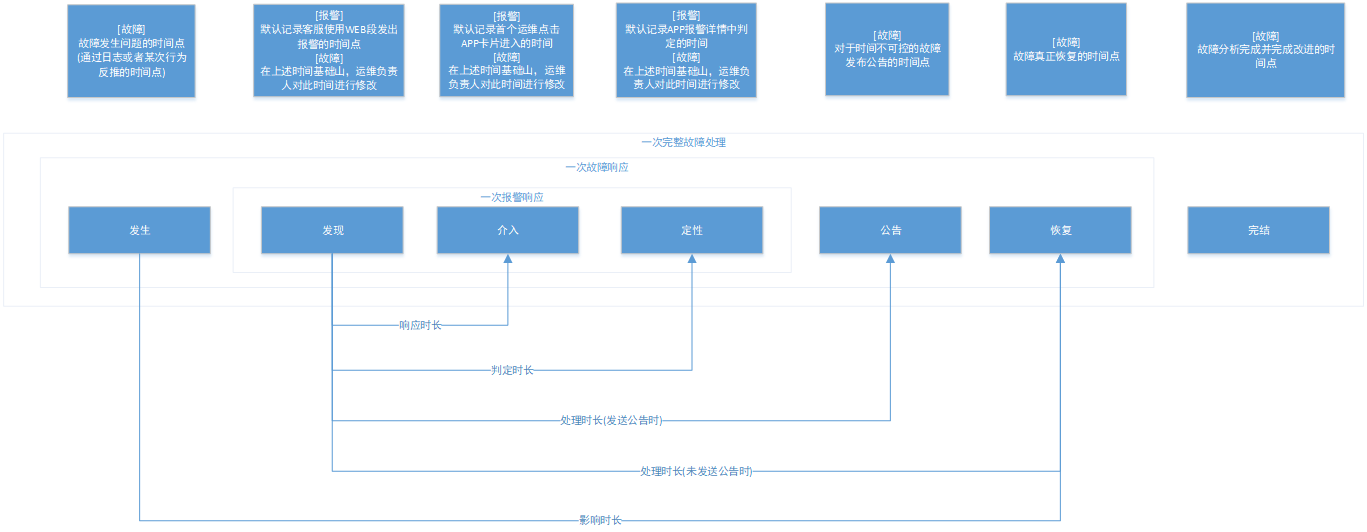 [故障]
故障发生问题的时间点
(通过日志或者某次行为
反推的时间点)
[报警]
默认记录客服使用WEB段发出
报警的时间点
[故障]
在上述时间基础山，运维负责
人对此时间进行修改
[报警]
默认记录首个运维点击
APP卡片进入的时间
[故障]
在上述时间基础山，运维
负责人对此时间进行修改
[报警]
默认记录APP报警详情中判
定的时间
[故障]
在上述时间基础山，运维负
责人对此时间进行修改
[故障]
对于时间不可控的故障
发布公告的时间点
[故障]
故障真正恢复的时间点
[故障]
故障分析完成并完成改进的时
间点
一次完整故障处理
一次故障响应
一次报警响应
发生
发现
介入
定性
公告
恢复
完结
响应时长
判定时长
处理时长(发送公告时)
处理时长(未发送公告时)
影响时长